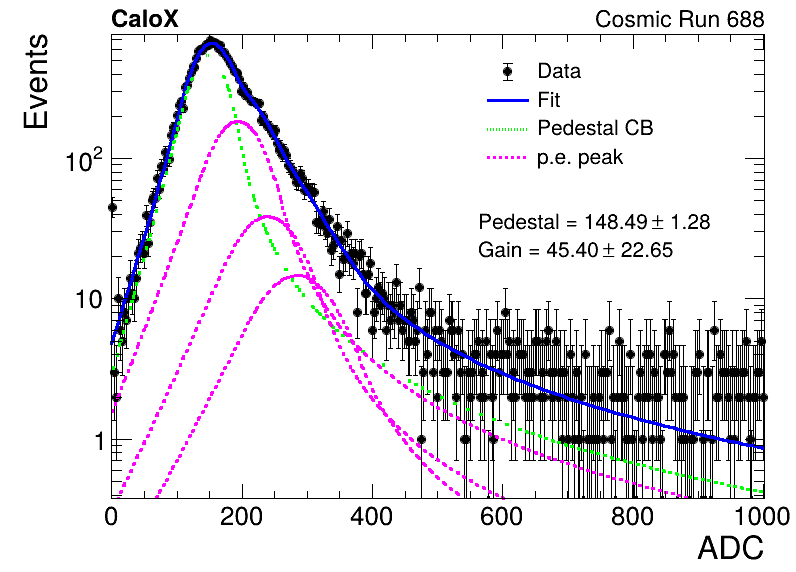 CaloX Cosmic Run 688
Events
Data
Fit
Pedestal CB
p.e. peak
Pedestal = 148.49 ± 1.28
Gain = 45.40 ± 22.65
10²
10
1
0 200 400 600 800 1000
ADC